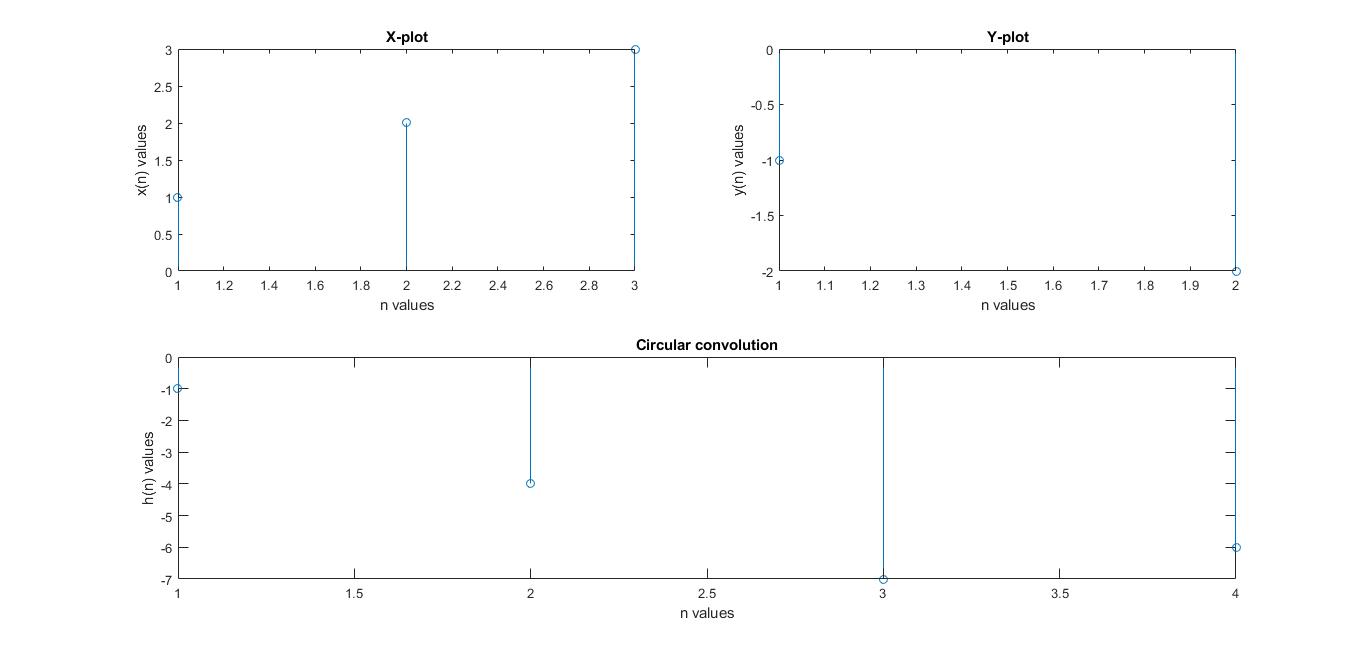 X-plot
3
2.5
2
1.5
1
0.5
0
x(n) values
1 1.2 1.4 1.6 1.8 2 2.2 2.4 2.6 2.8 3
n values
Y-plot
0
-0.5
-1
-1.5
-2
y(n) values
1 1.1 1.2 1.3 1.4 1.5 1.6 1.7 1.8 1.9 2
n values
Circular convolution
0
-1
-2
-3
-4
-5
-6
-7
h(n) values
1 1.5 2 2.5 3 3.5 4
n values